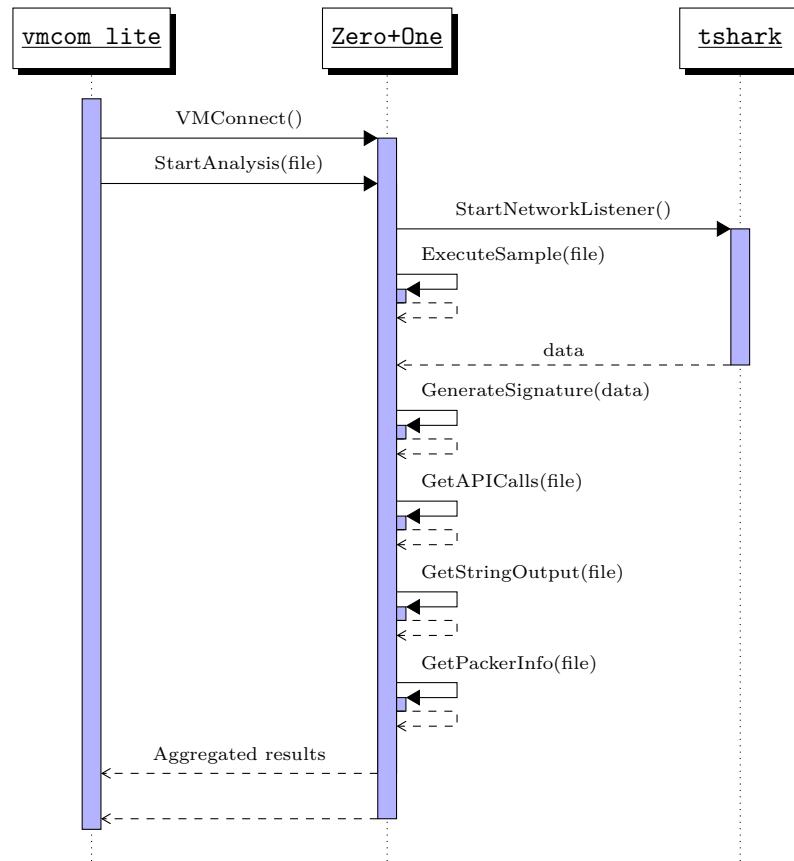 vmcom lite
Zero+One
tshark
VMConnect()
StartAnalysis(file)
StartNetworkListener()
ExecuteSample(file)
data
GenerateSignature(data)
GetAPICalls(file)
GetStringOutput(file)
GetPackerInfo(file)
Aggregated results